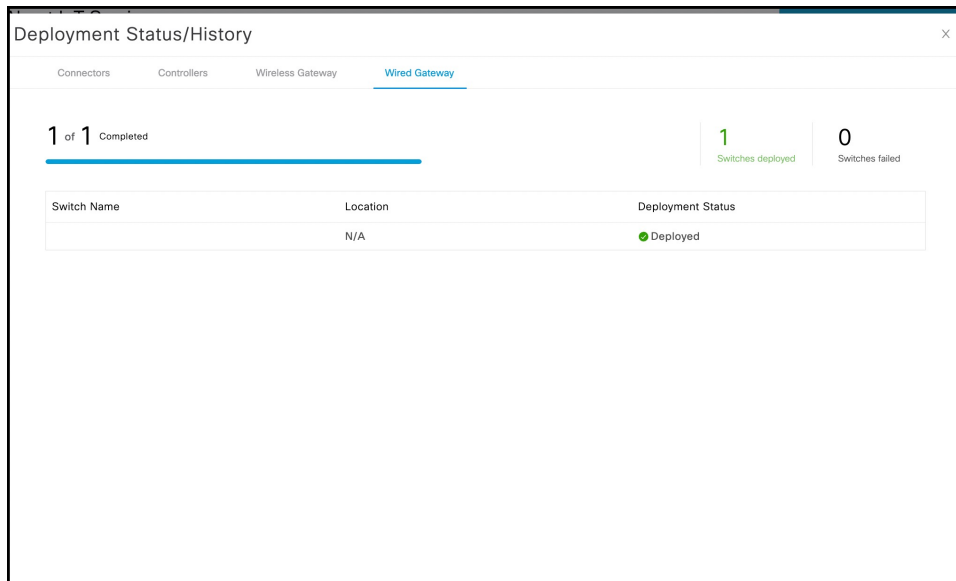 Deployment Status/History
X
Connectors Controllers Wireless Gateway Wired Gateway
1 of 1 Completed
1
Switches deployed
0
Switches failed
Switch Name Location Deployment Status
N/A Deployed